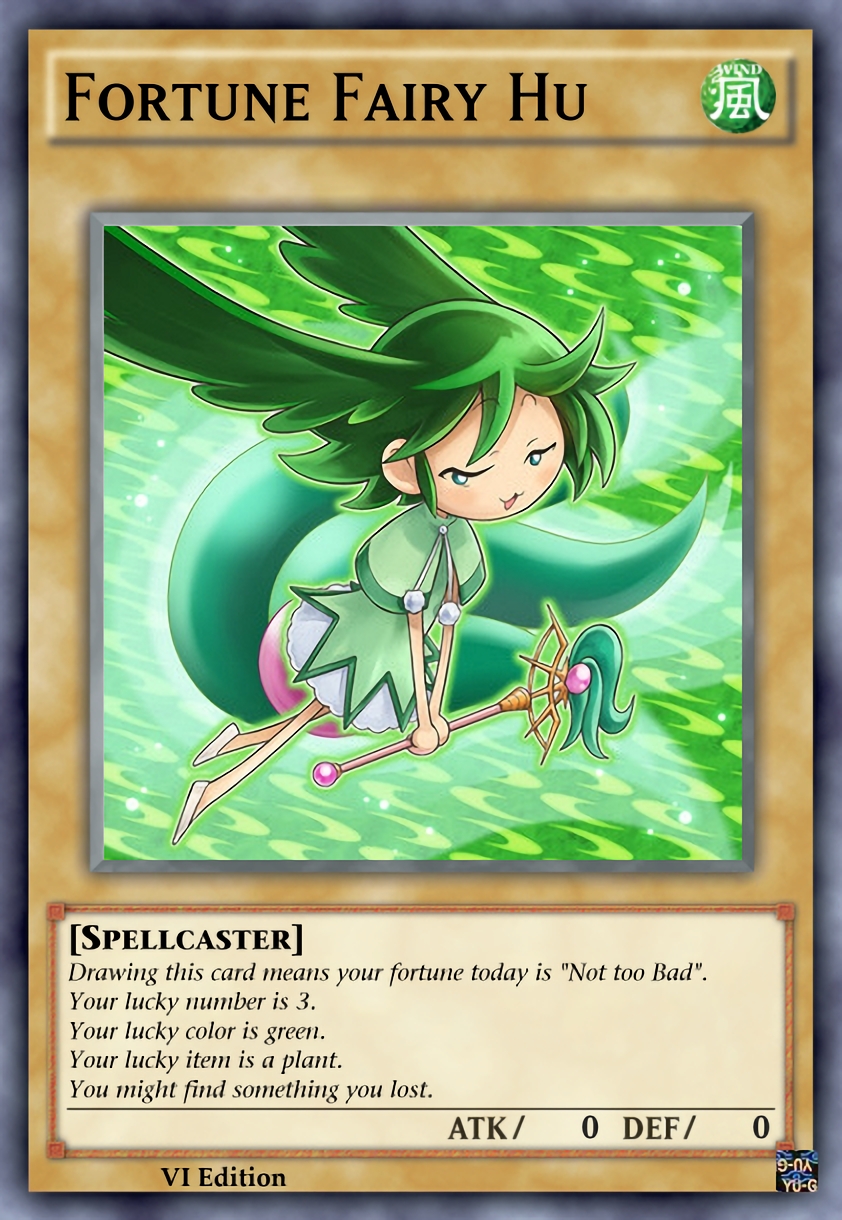 Fortune Fairy Hu
WIND
風
[Spellcaster]
Drawing this card means your fortune today is "Not too Bad".
Your lucky number is 3.
Your lucky color is green.
Your lucky item is a plant.
You might find something you lost.
ATK/ 0 DEF/ 0
VI Edition